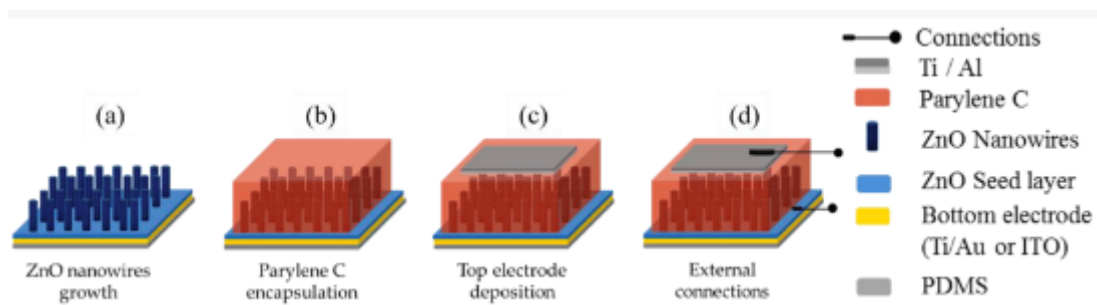 (a)
(b)
(c)
(d)
ZnO nanowires
growth
Parylene C
encapsulation
Top electrode
deposition
External
connections
Connections
Ti / Al
Parylene C
ZnO Nanowires
ZnO Seed layer
Bottom electrode
(Ti/Au or ITO)
PDMS